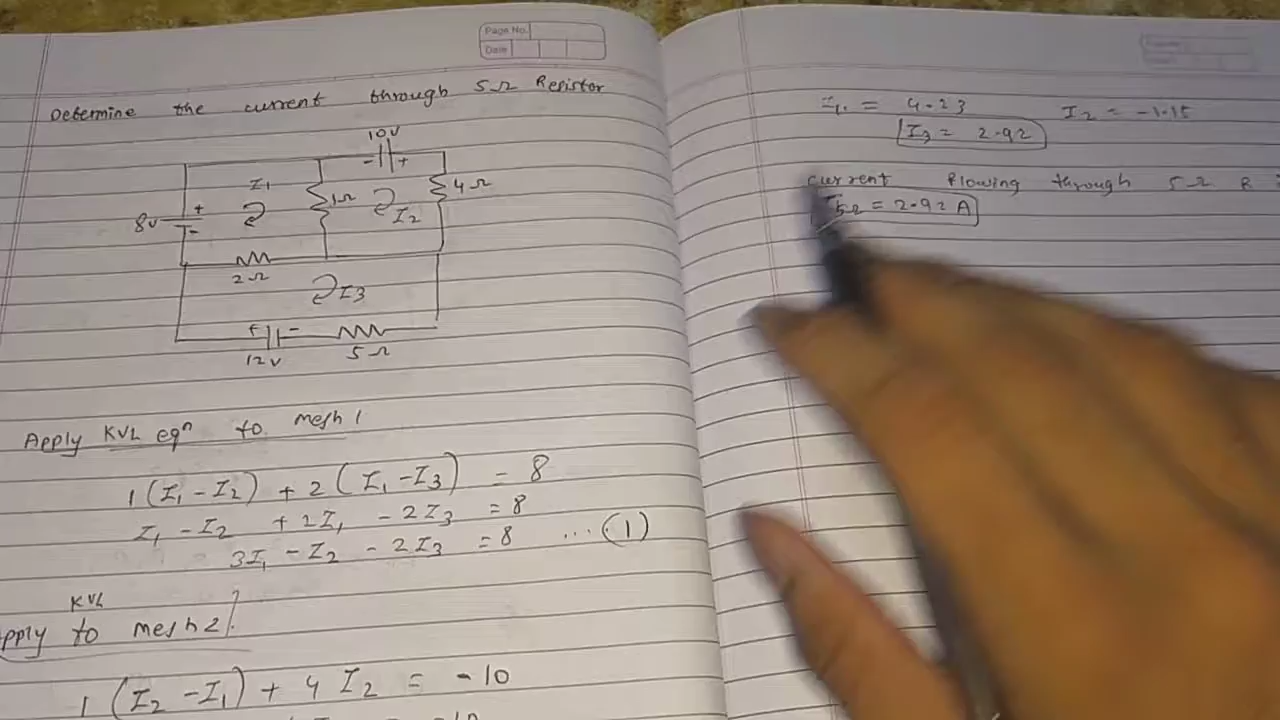 Page No.
Date
Determine the current through 5Ω Resistor
10V
- +
I1
1Ω
4Ω
I2
8V
+
-
2Ω
I3
+ -
12V
5Ω
Apply KVL eqn to mesh 1
1(I1 - I2) + 2(I1 - I3) = 8
I1 - I2 + 2I1 - 2I3 = 8
3I1 - I2 - 2I3 = 8 ...(1)
KVL
Apply to mesh 2
1(I2 - I1) + 4I2 = -10
= -10
I1 = 4.23 I2 = -1.15
I3 = 2.92
Current Flowing through 5Ω R
I5Ω = 2.92 A